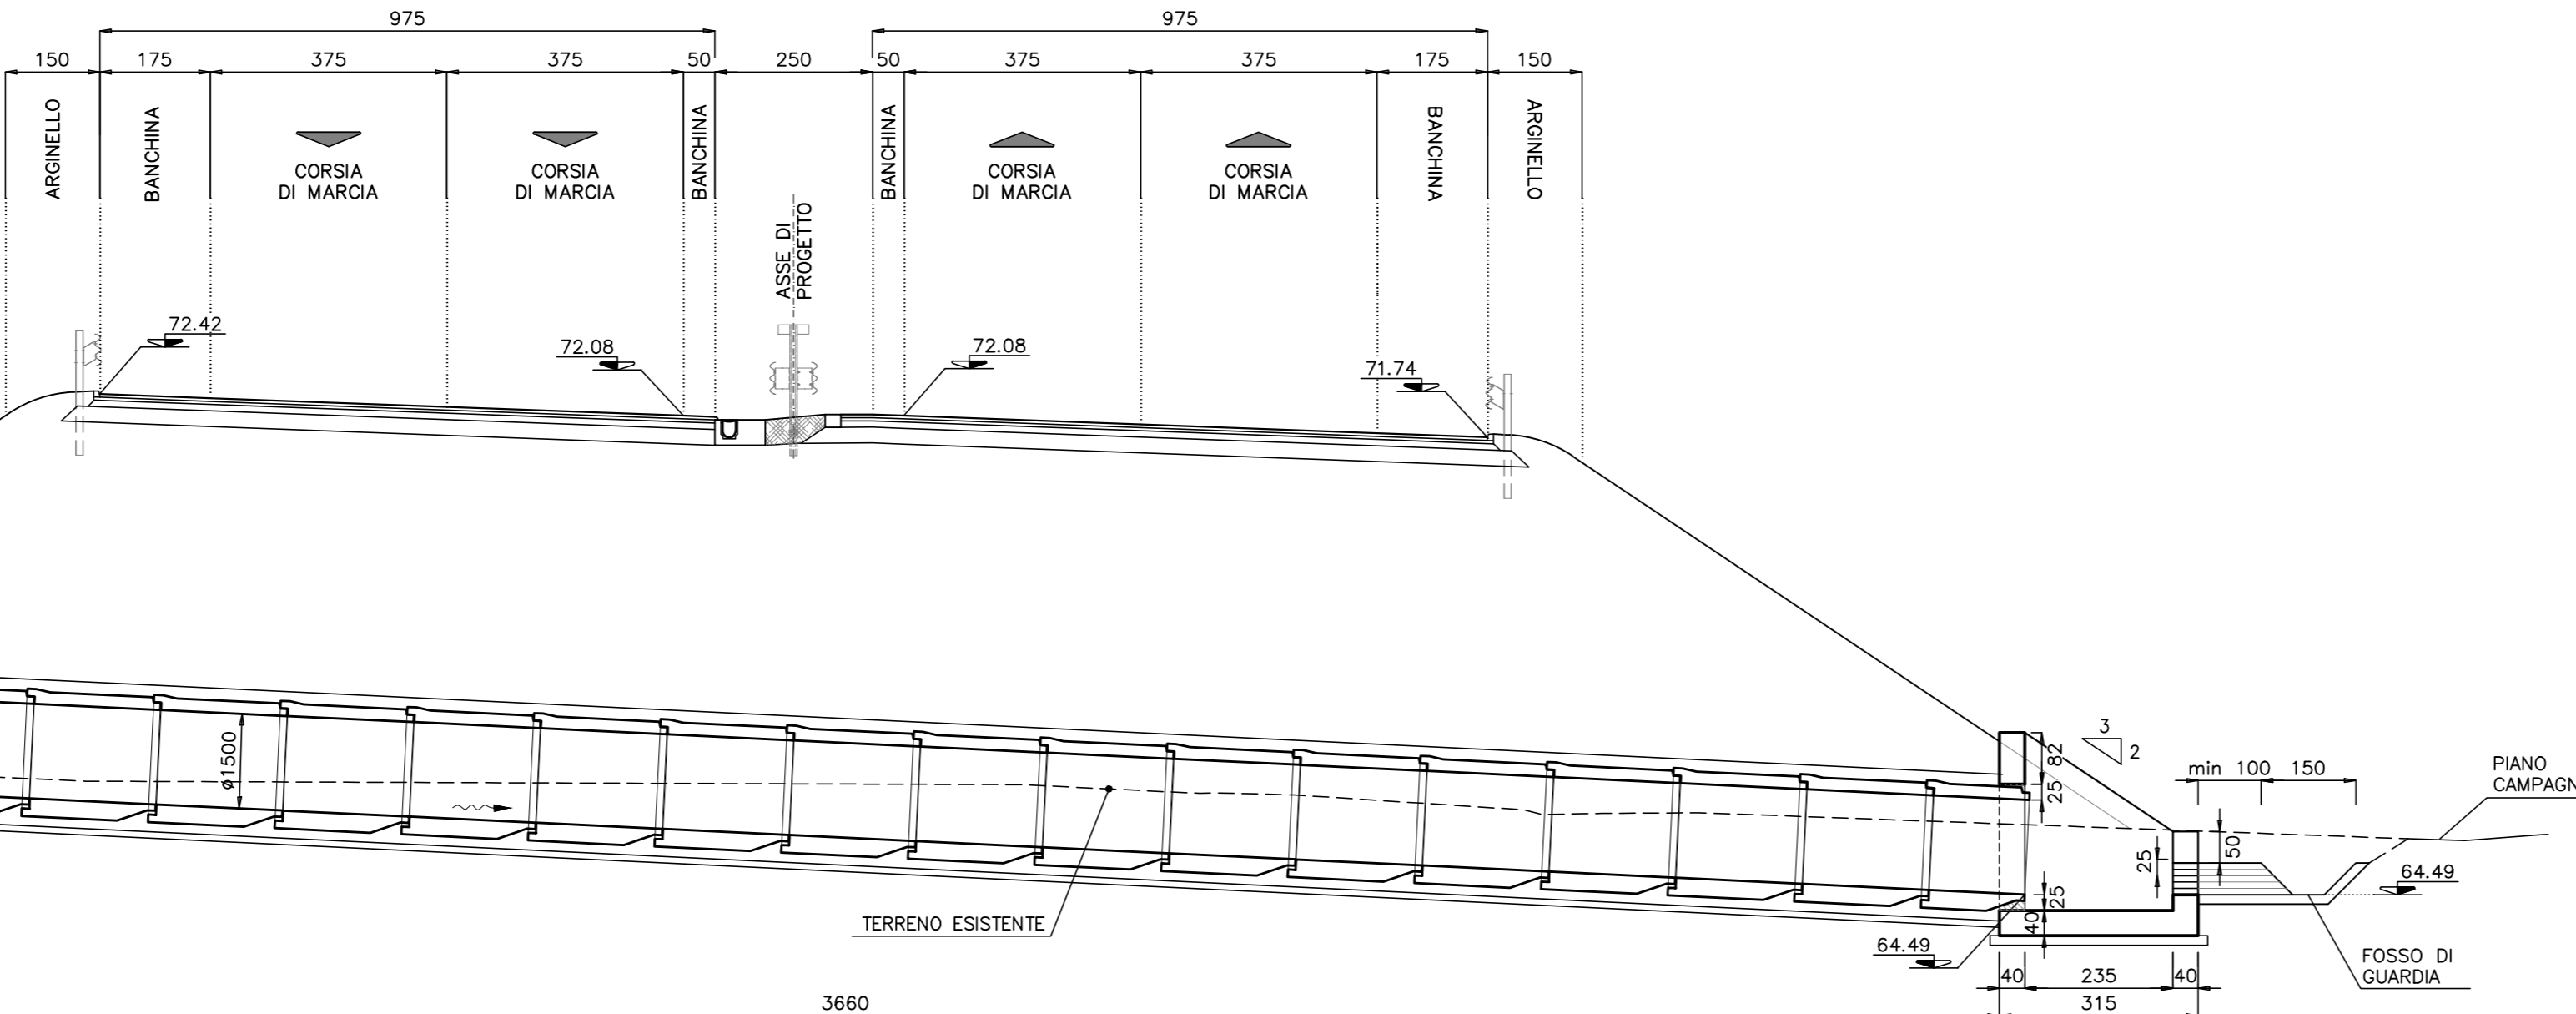 975
975
150
175
375
375
50
250
50
375
375
175
150
ARGINELLO
BANCHINA
CORSIA
DI MARCIA
CORSIA
DI MARCIA
BANCHINA
ASSE DI
PROGETTO
BANCHINA
CORSIA
DI MARCIA
CORSIA
DI MARCIA
BANCHINA
ARGINELLO
72.42
72.08
72.08
71.74
ø1500
TERRENO ESISTENTE
3
2
82
25
min 100
150
PIANO
CAMPAGN
50
25
64.49
25
40
64.49
FOSSO DI
GUARDIA
40
235
40
315
3660